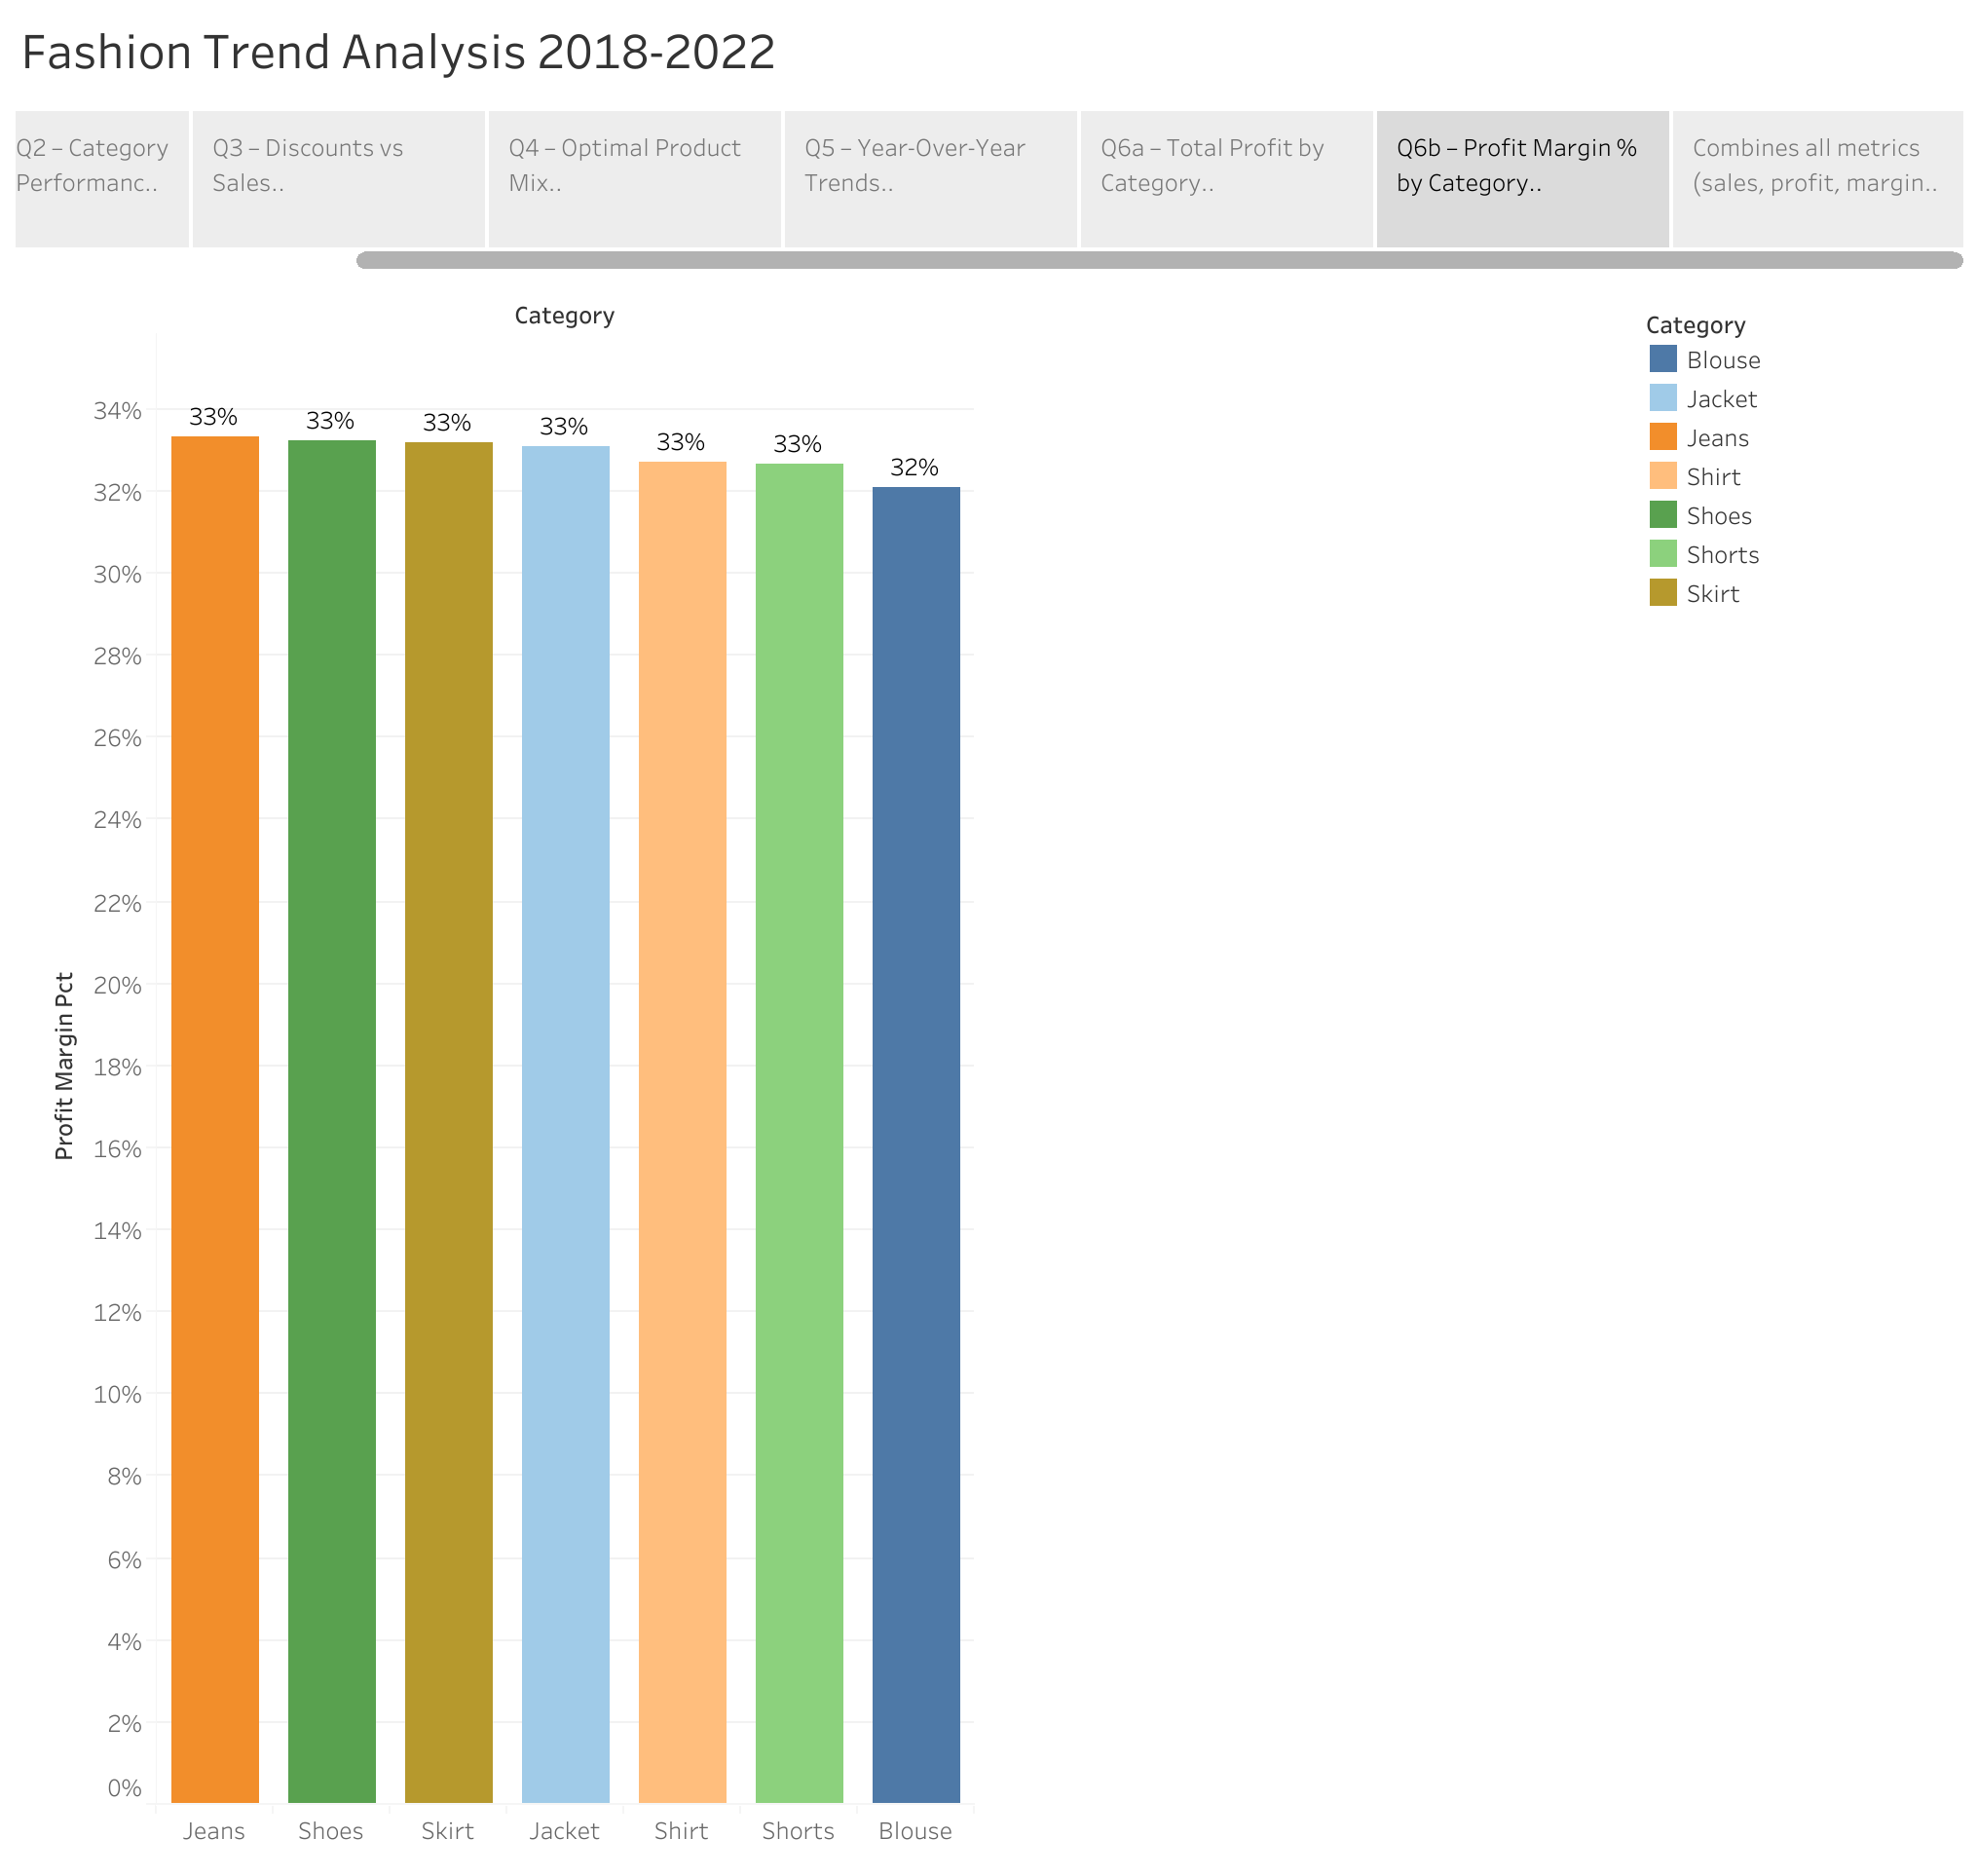 Fashion Trend Analysis 2018-2022
Q2 – Category
Performanc..
Q3 – Discounts vs
Sales..
Q4 – Optimal Product
Mix..
Q5 – Year-Over-Year
Trends..
Q6a – Total Profit by
Category..
Q6b – Profit Margin %
by Category..
Combines all metrics
(sales, profit, margin..
Category
34%
32%
30%
28%
26%
24%
22%
20%
18%
16%
14%
12%
10%
8%
6%
4%
2%
0%
Profit Margin Pct
33%
33%
33%
33%
33%
33%
32%
Jeans
Shoes
Skirt
Jacket
Shirt
Shorts
Blouse
Category
Blouse
Jacket
Jeans
Shirt
Shoes
Shorts
Skirt